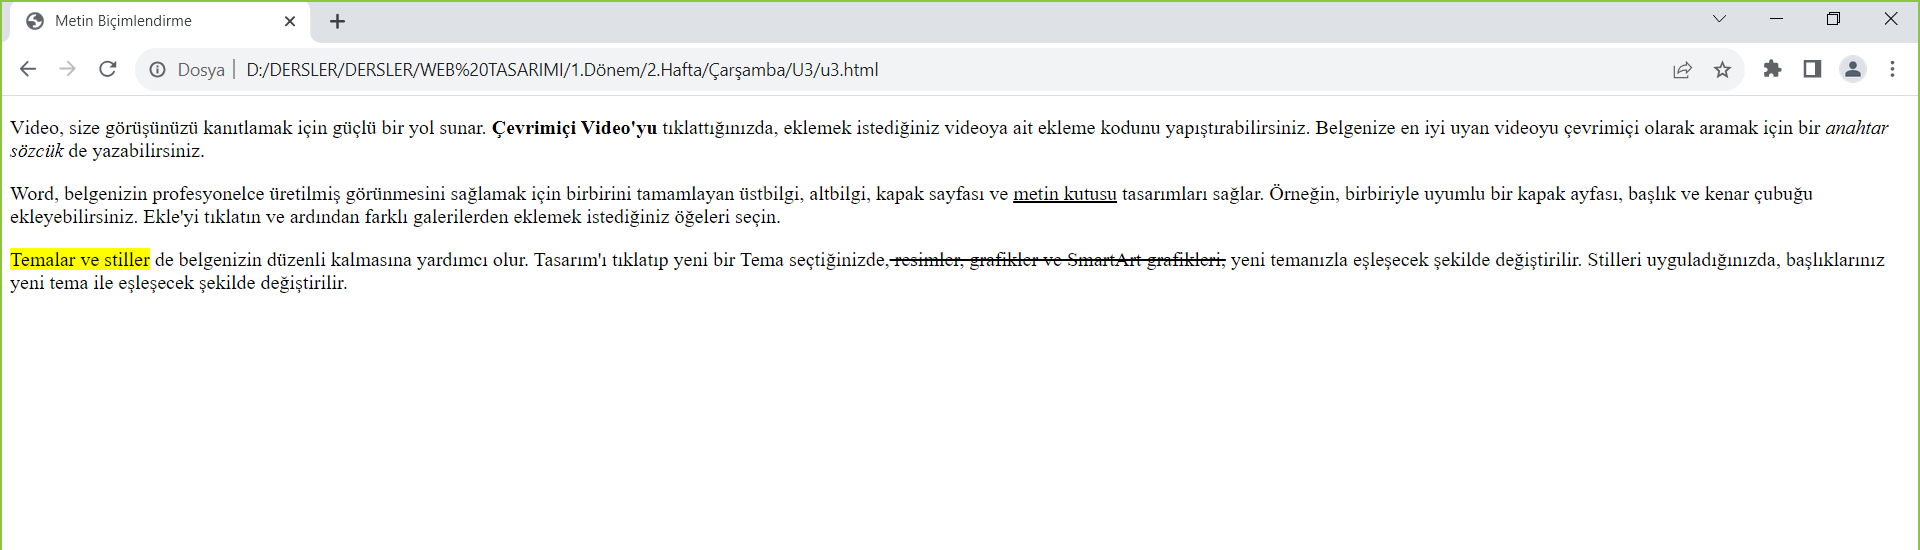 Metin Biçimlendirme
Dosya | D:/DERSLER/DERSLER/WEB%20TASARIMI/1.Dönem/2.Hafta/Çarşamba/U3/u3.html
Video, size görüşünüzü kanıtlamak için güçlü bir yol sunar. Çevrimiçi Video'yu tıklattığınızda, eklemek istediğiniz videoya ait ekleme kodunu yapıştırabilirsiniz. Belgenize en iyi uyan videoyu çevrimiçi olarak aramak için bir anahtar
sözcük de yazabilirsiniz.
Word, belgenizin profesyonelce üretilmiş görünmesini sağlamak için birbirini tamamlayan üstbilgi, altbilgi, kapak sayfası ve metin kutusu tasarımları sağlar. Örneğin, birbiriyle uyumlu bir kapak ayfası, başlık ve kenar çubuğu
ekleyebilirsiniz. Ekle'yi tıklatın ve ardından farklı galerilerden eklemek istediğiniz öğeleri seçin.
Temalar ve stiller de belgenizin düzenli kalmasına yardımcı olur. Tasarım'ı tıklatıp yeni bir Tema seçtiğinizde, resimler, grafikler ve SmartArt grafikleri, yeni temanızla eşleşecek şekilde değiştirilir. Stilleri uyguladığınızda, başlıklarınız
yeni tema ile eşleşecek şekilde değiştirilir.